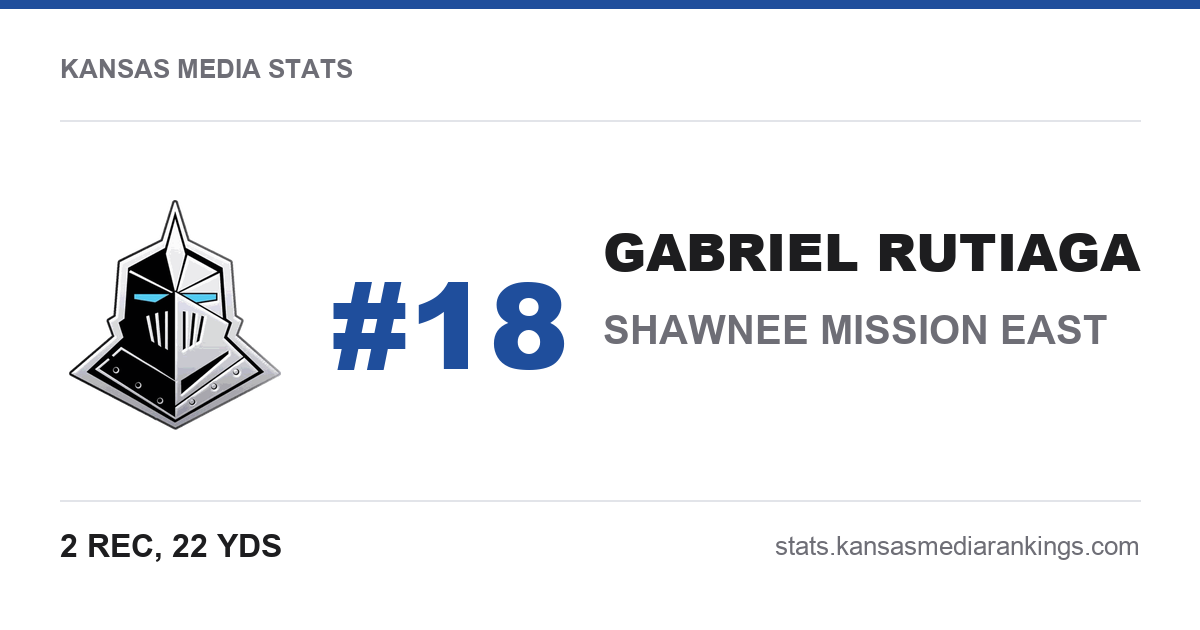 KANSAS MEDIA STATS
#18
GABRIEL RUTIAGA
SHAWNEE MISSION EAST
2 REC, 22 YDS
stats.kansasmediarankings.com